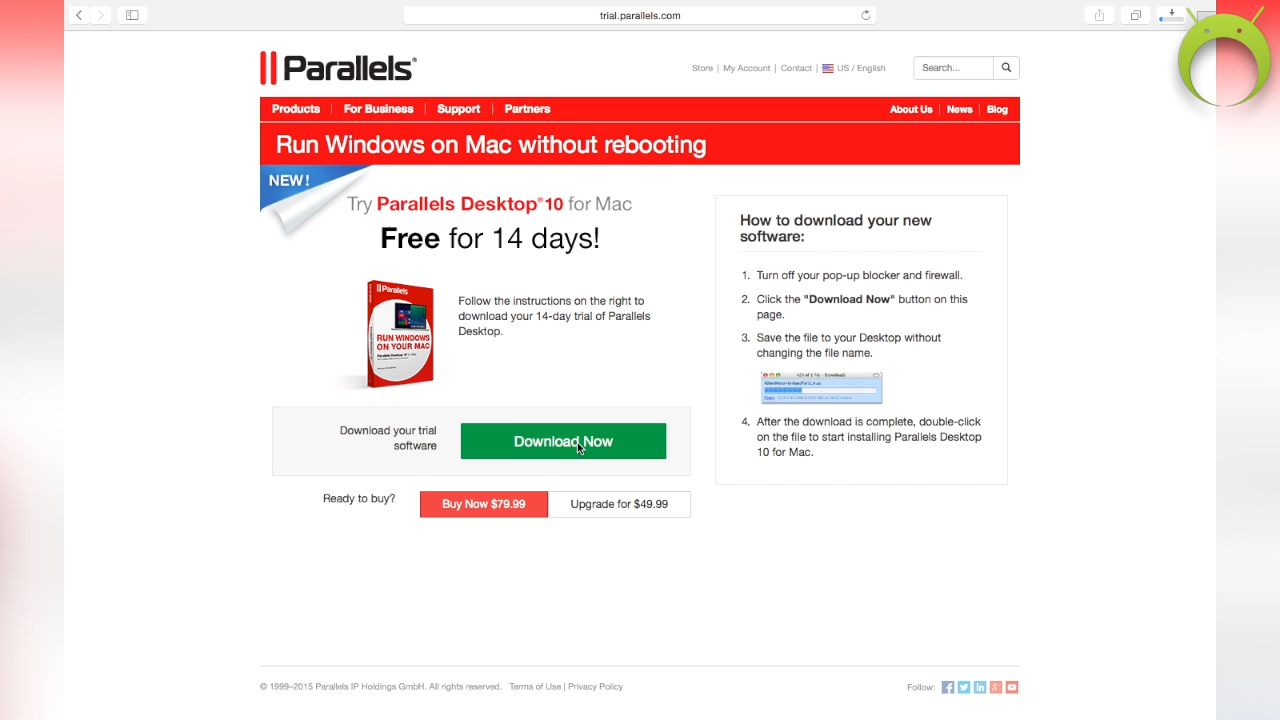 trial.parallels.com
Parallels®
Store | My Account | Contact | US / English
Search...
Products | For Business | Support | Partners
About Us | News | Blog
Run Windows on Mac without rebooting
NEW!
Try Parallels Desktop®10 for Mac
Free for 14 days!
Parallels
RUN WINDOWS
ON YOUR MAC
Follow the instructions on the right to
download your 14-day trial of Parallels
Desktop.
Download your trial
software
Download Now
Ready to buy?
Buy Now $79.99
Upgrade for $49.99
How to download your new
software:
1. Turn off your pop-up blocker and firewall.
2. Click the "Download Now" button on this
page.
3. Save the file to your Desktop without
changing the file name.
4. After the download is complete, double-click
on the file to start installing Parallels Desktop
10 for Mac.
© 1999–2015 Parallels IP Holdings GmbH. All rights reserved. Terms of Use | Privacy Policy
Follow: